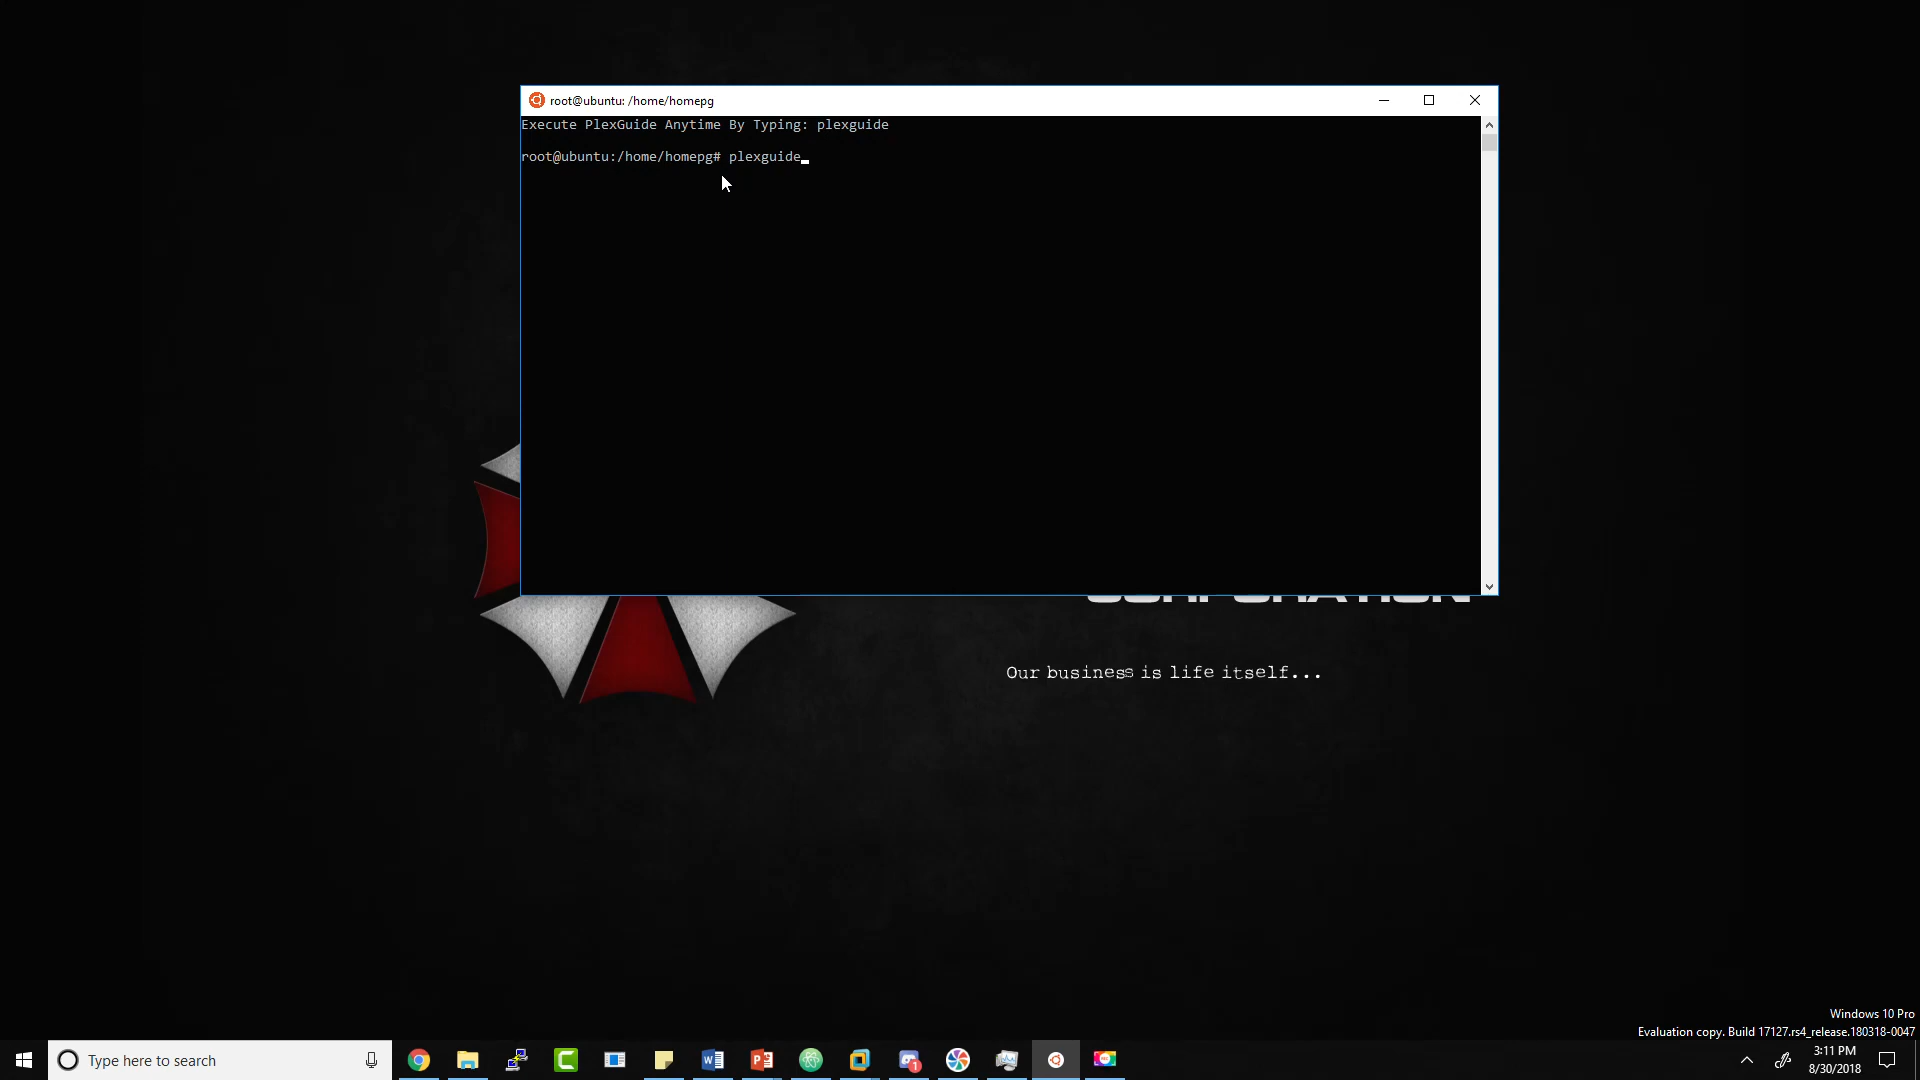 root@ubuntu: /home/homepg
Execute PlexGuide Anytime By Typing: plexguide
root@ubuntu:/home/homepg# plexguide
Our business is life itself...
Windows 10 Pro
Evaluation copy. Build 17127.rs4_release.180318-0047
Type here to search
1
3:11 PM
8/30/2018